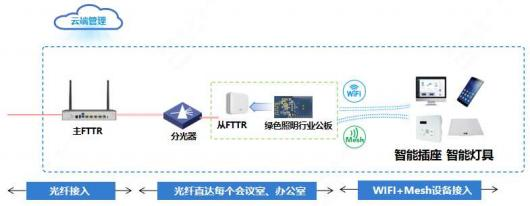 云端管理
WiFi
主FTTR
分光器
从FTTR
绿色照明行业公板
Mesh
智能插座
智能灯具
光纤接入
光纤直达每个会议室、办公室
WIFI+Mesh设备接入